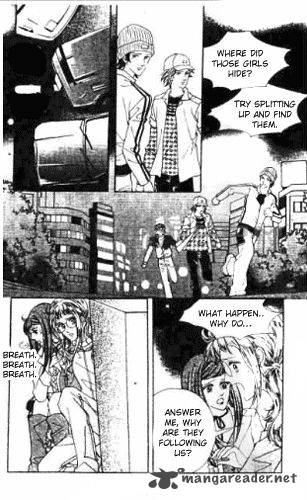 WHERE DID
THOSE GIRLS
HIDE?
TRY SPLITTING
UP AND FIND
THEM.
BREATH.
BREATH.
BREATH.
WHAT HAPPEN..
WHY DO...
ANSWER
ME, WHY
ARE THEY
FOLLOWING
US?
mangareader.net